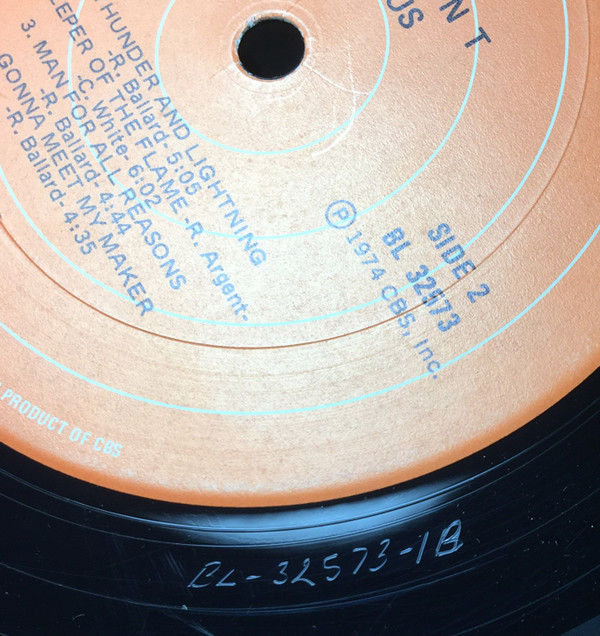 N T
US
HUNDER AND LIGHTNING
-R. Ballard- 5:05
EEPER OF THE FLAME -R. Argent-
-C. White- 6:02
3. MAN FOR ALL REASONS
-R. Ballard- 4:44
GONNA MEET MY MAKER
-R. Ballard- 4:35
SIDE 2
BL 32573
Ⓟ 1974 CBS, Inc.
PRODUCT OF CBS
BL-32573-1B